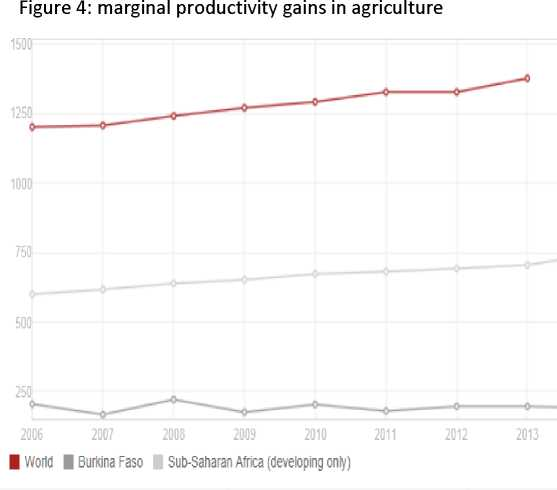 Figure 4: marginal productivity gains in agriculture
1500
1250
1000
750
500
250
2006 2007 2008 2009 2010 2011 2012 2013
World Burkina Faso Sub-Saharan Africa (developing only)